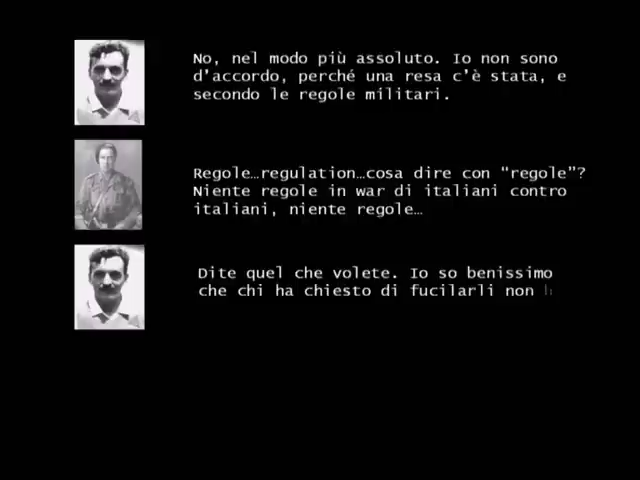 No, nel modo più assoluto. Io non sono
d'accordo, perché una resa c'è stata, e
secondo le regole militari.
Regole…regulation…cosa dire con "regole"?
Niente regole in war di italiani contro
italiani, niente regole…
Dite quel che volete. Io so benissimo
che chi ha chiesto di fucilarli non